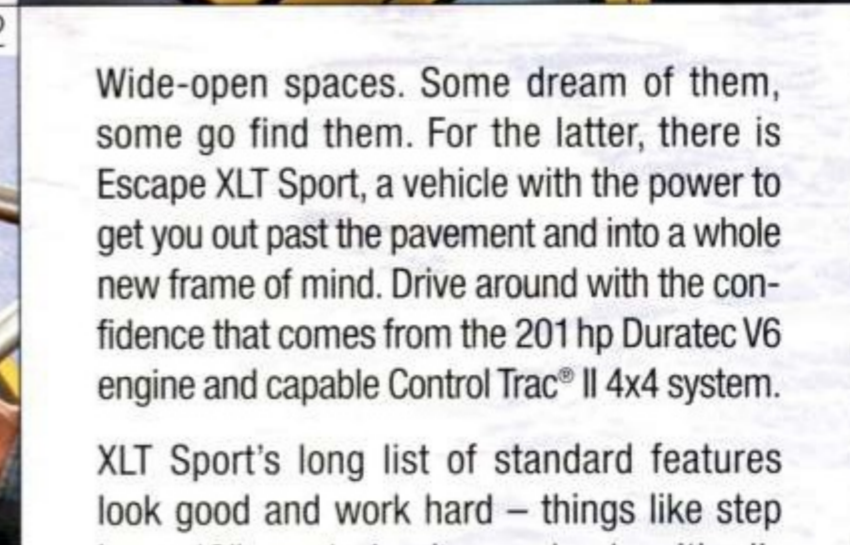 2
Wide-open spaces. Some dream of them,
some go find them. For the latter, there is
Escape XLT Sport, a vehicle with the power to
get you out past the pavement and into a whole
new frame of mind. Drive around with the con-
fidence that comes from the 201 hp Duratec V6
engine and capable Control Trac® II 4x4 system.
XLT Sport's long list of standard features
look good and work hard – things like step